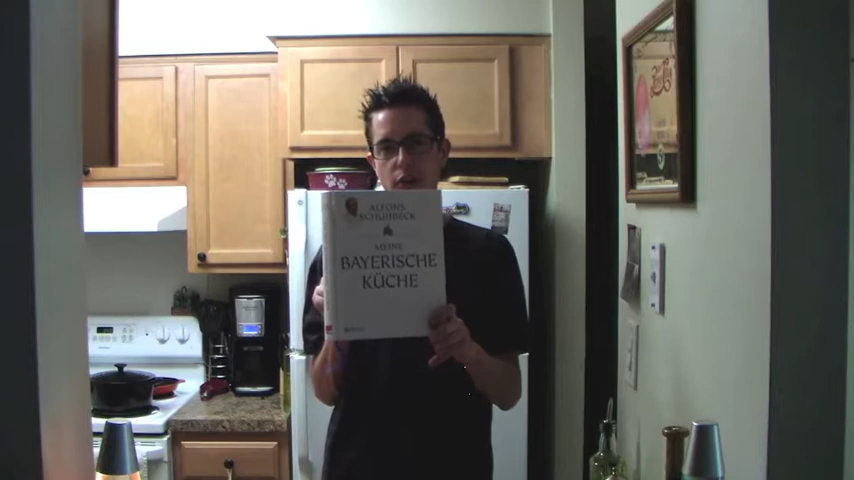 ALFONS
SCHUHBECK
MEINE
BAYERISCHE
KÜCHE